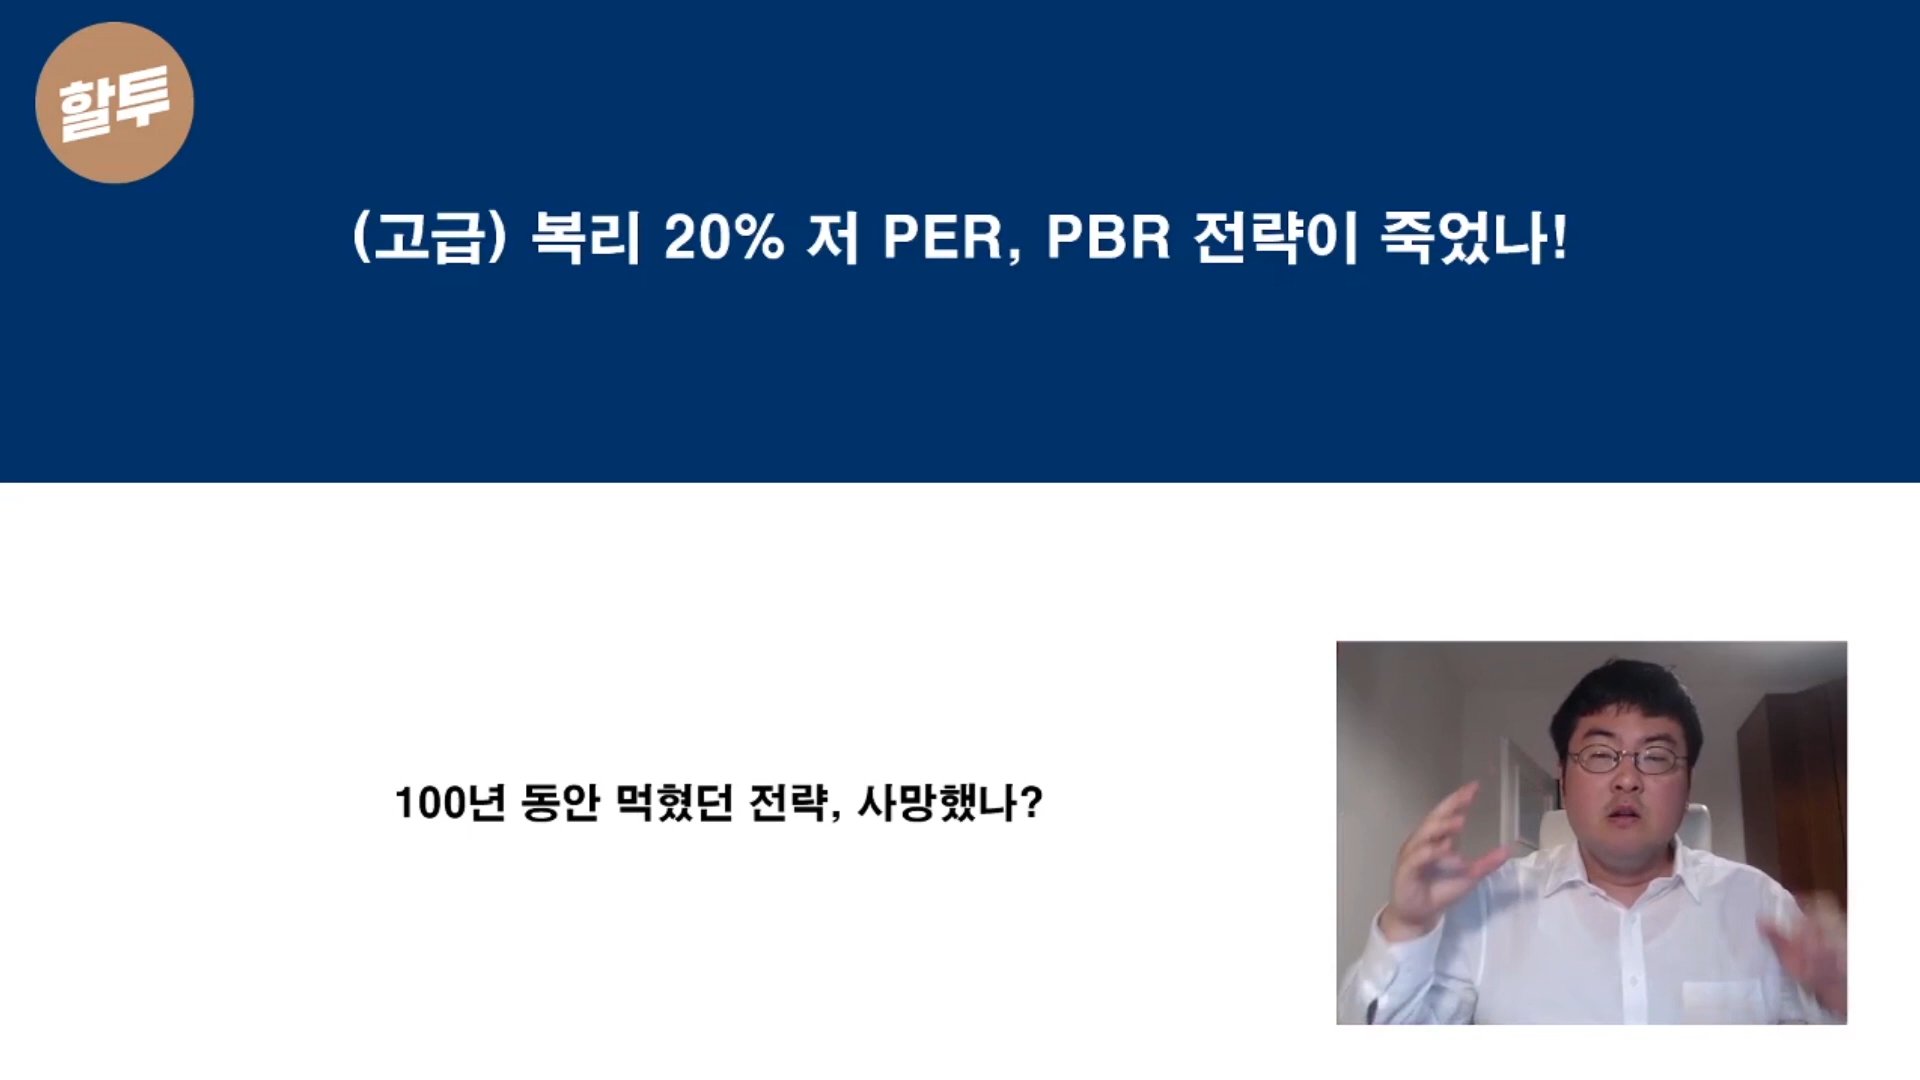 할투
(고급) 복리 20% 저 PER, PBR 전략이 죽었나!
100년 동안 먹혔던 전략, 사망했나?